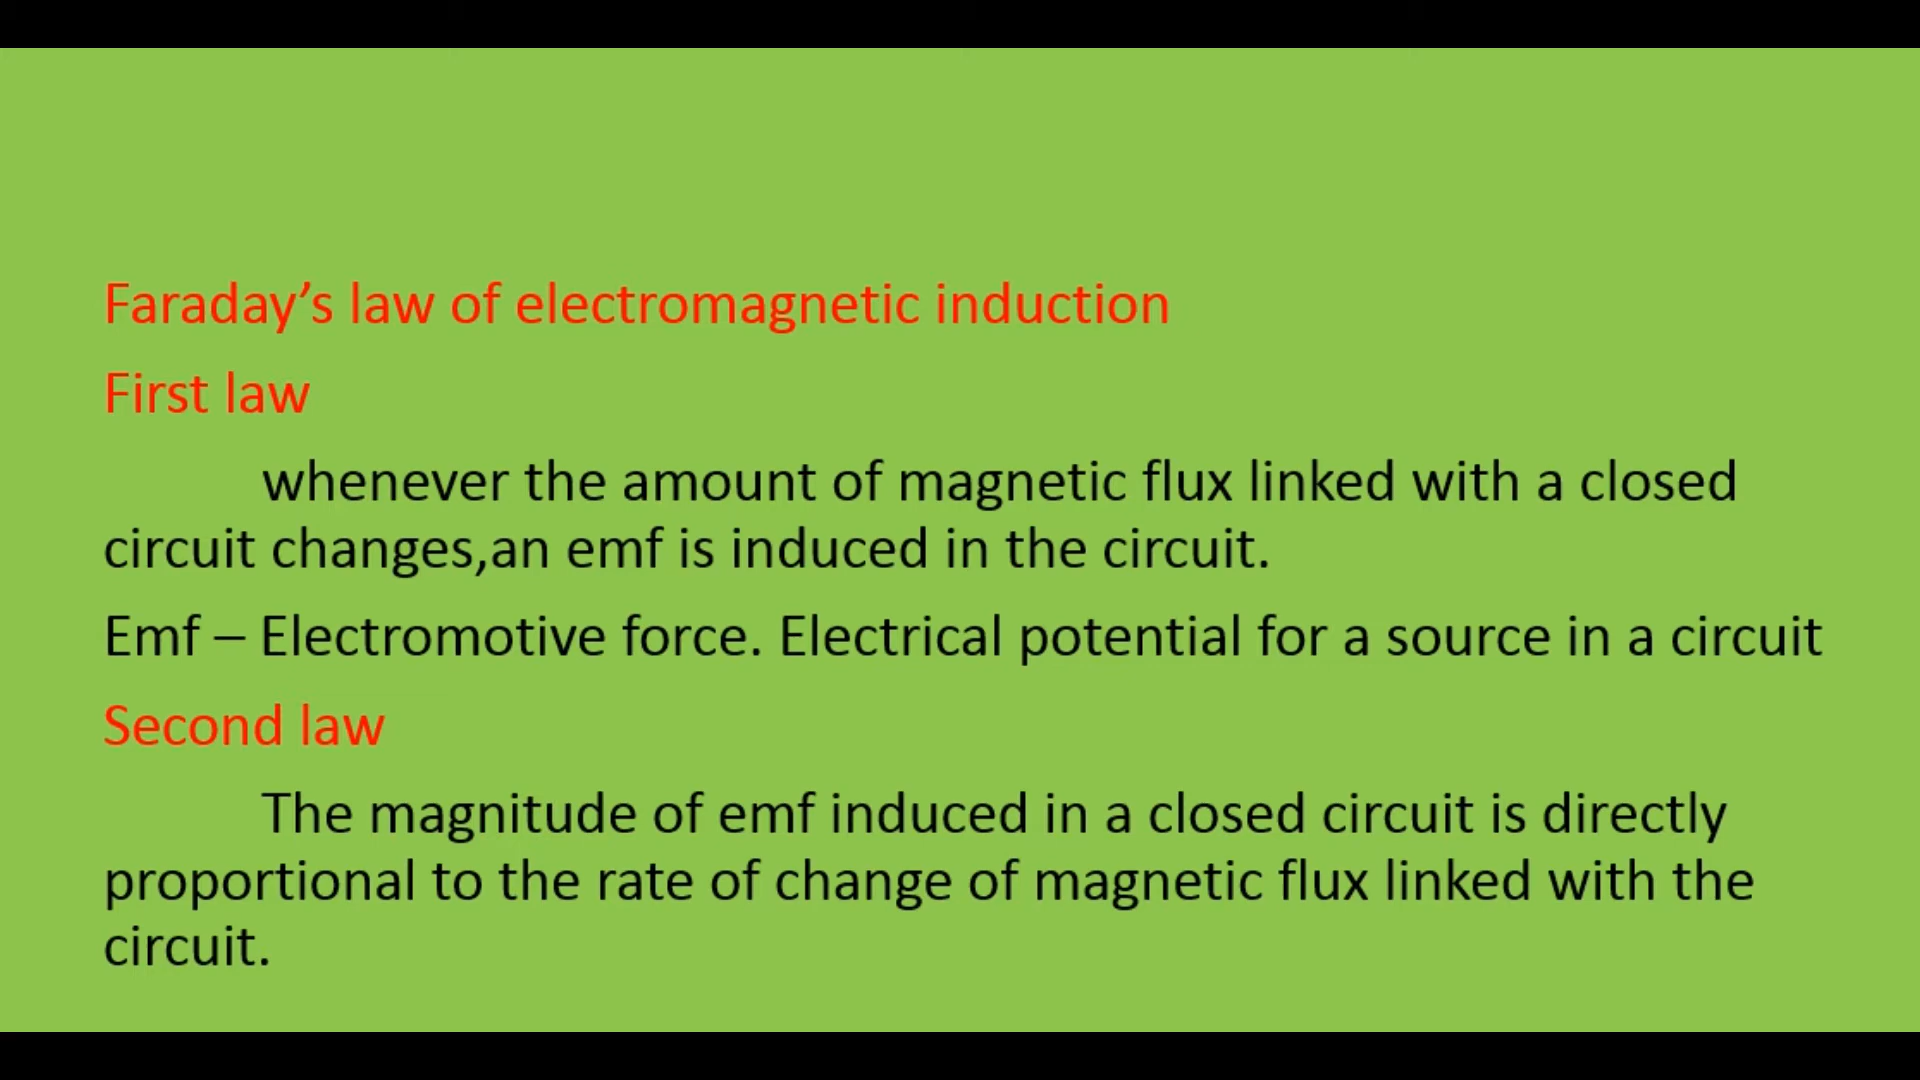 Faraday’s law of electromagnetic induction
First law
whenever the amount of magnetic flux linked with a closed
circuit changes,an emf is induced in the circuit.
Emf – Electromotive force. Electrical potential for a source in a circuit
Second law
The magnitude of emf induced in a closed circuit is directly
proportional to the rate of change of magnetic flux linked with the
circuit.